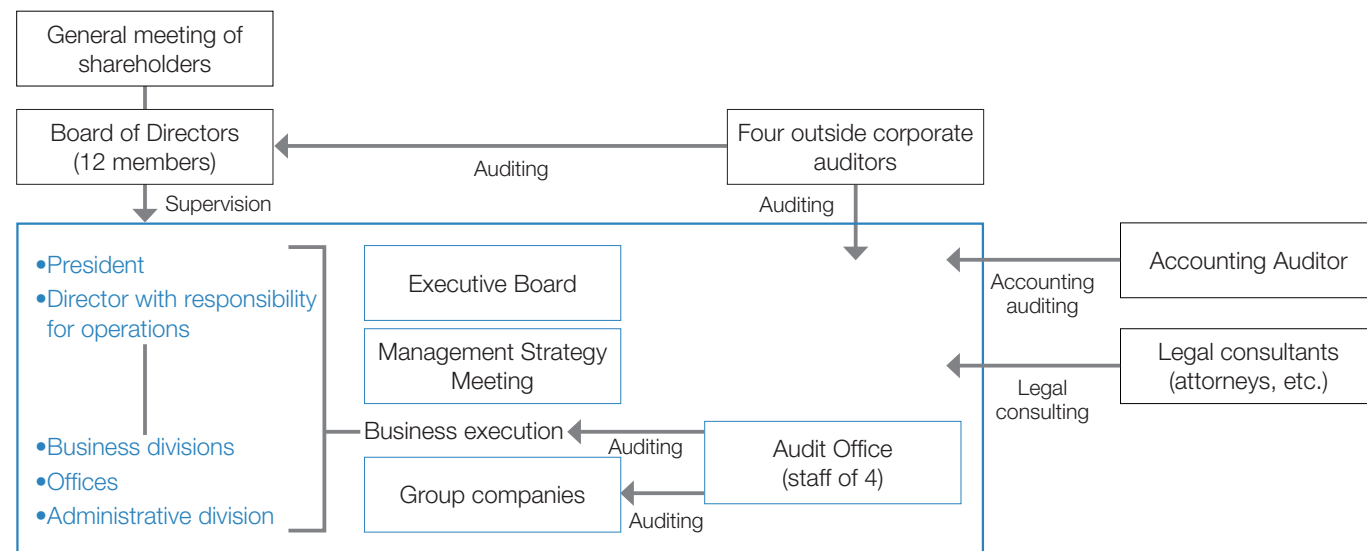 General meeting of
shareholders
Board of Directors
(12 members)
Auditing
Four outside corporate
auditors
Supervision
Auditing
•President
•Director with responsibility
for operations
•Business divisions
•Offices
•Administrative division
Executive Board
Management Strategy
Meeting
Business execution
Auditing
Group companies
Auditing
Audit Office
(staff of 4)
Accounting
auditing
Accounting Auditor
Legal
consulting
Legal consultants
(attorneys, etc.)